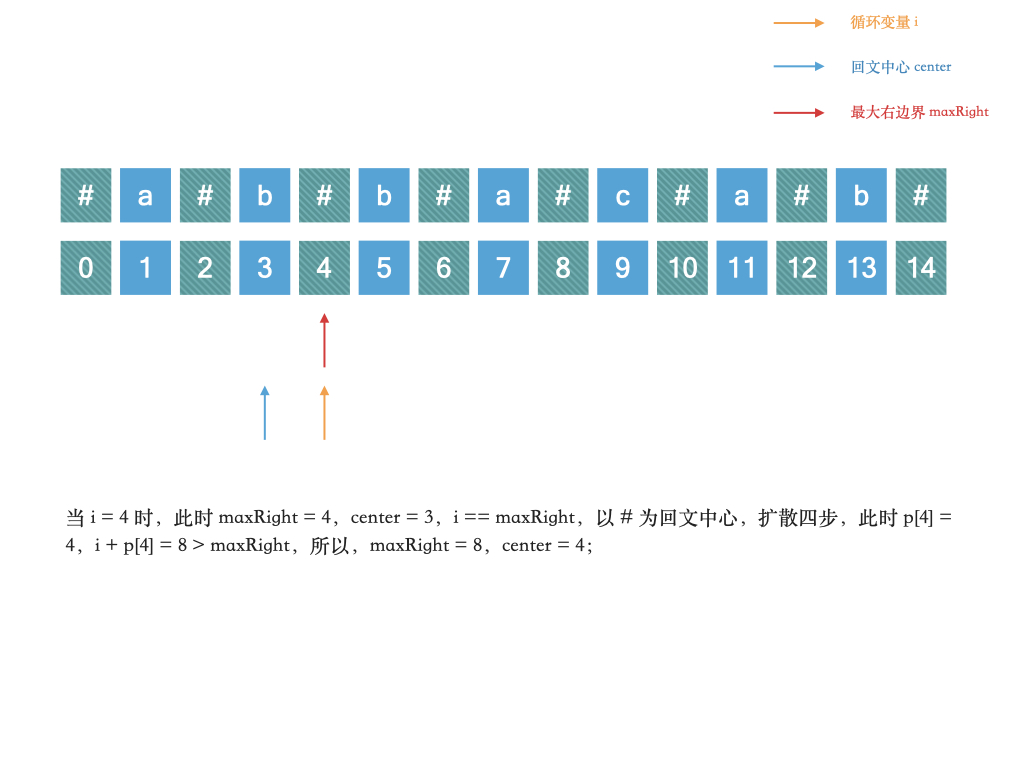 循环变量 i
回文中心 center
最大右边界 maxRight
# a # b # b # a # c # a # b #
0 1 2 3 4 5 6 7 8 9 10 11 12 13 14
当 i = 4 时，此时 maxRight = 4，center = 3，i == maxRight，以 # 为回文中心，扩散四步，此时 p[4] =
4，i + p[4] = 8 > maxRight，所以，maxRight = 8，center = 4；